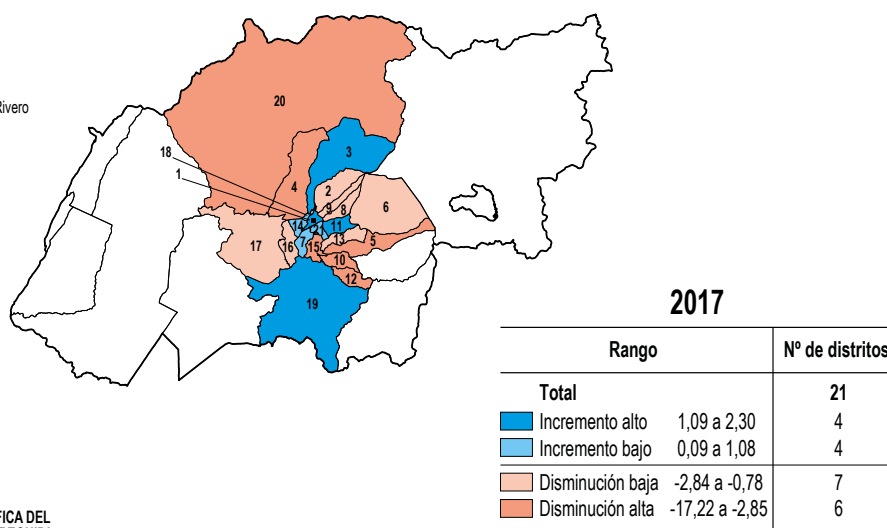 Rivero
20
18
3
1
4
2
9
8
6
14
11
21
17
16
7
15
13
5
10
12
19
2017
Rango Nº de distritos
Total 21
Incremento alto 1,09 a 2,30 4
Incremento bajo 0,09 a 1,08 4
Disminución baja -2,84 a -0,78 7
Disminución alta -17,22 a -2,85 6
FICA DEL